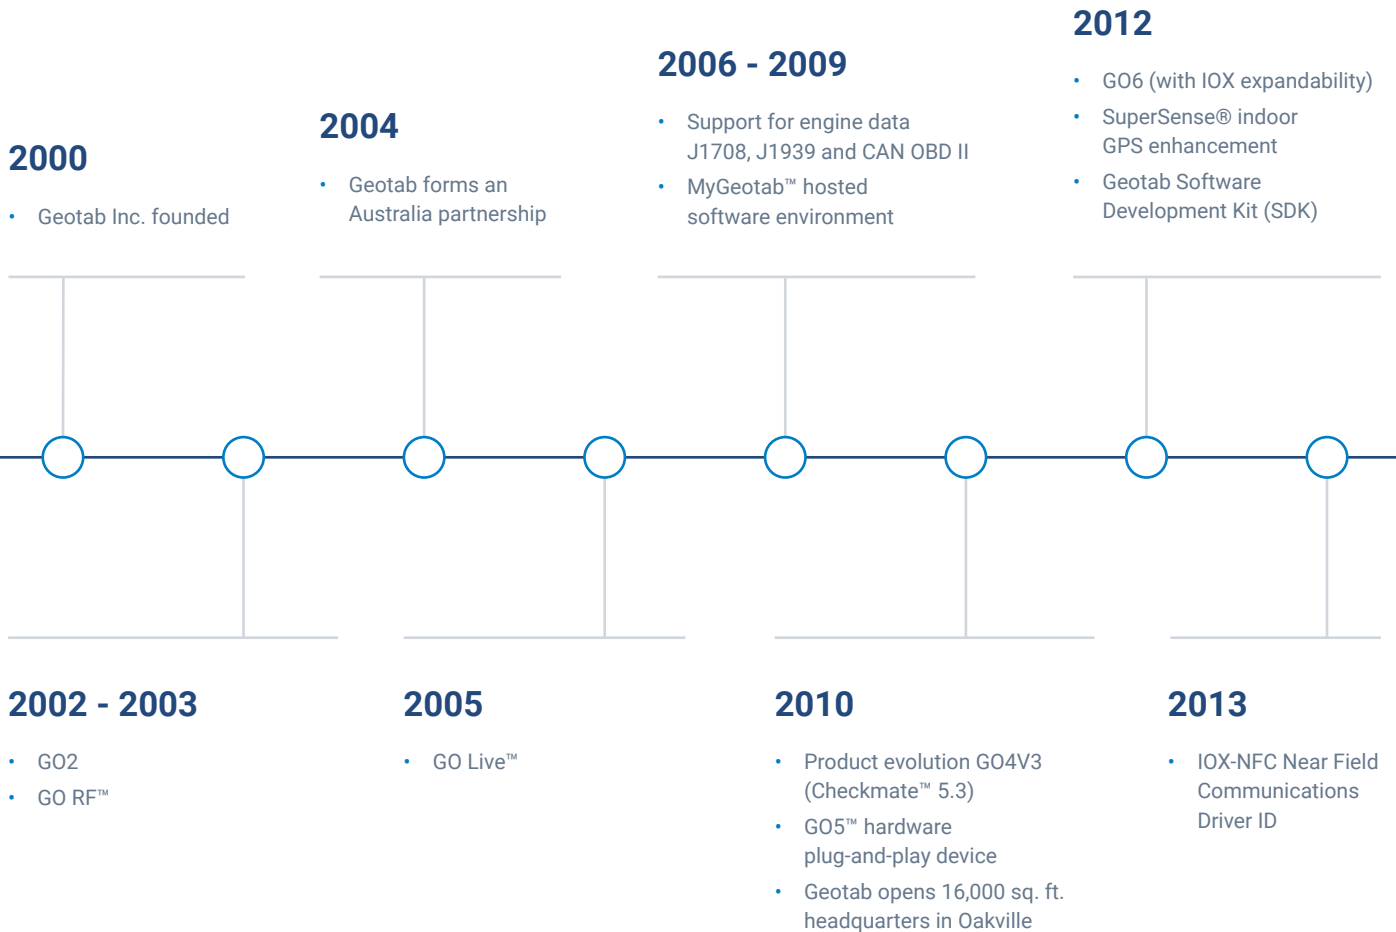 2000
• Geotab Inc. founded
2002 - 2003
• GO2
• GO RF™
2004
• Geotab forms an
Australia partnership
2005
• GO Live™
2006 - 2009
• Support for engine data
J1708, J1939 and CAN OBD II
• MyGeotab™ hosted
software environment
2010
• Product evolution GO4V3
(Checkmate™ 5.3)
• GO5™ hardware
plug-and-play device
• Geotab opens 16,000 sq. ft.
headquarters in Oakville
2012
• GO6 (with IOX expandability)
• SuperSense® indoor
GPS enhancement
• Geotab Software
Development Kit (SDK)
2013
• IOX-NFC Near Field
Communications
Driver ID